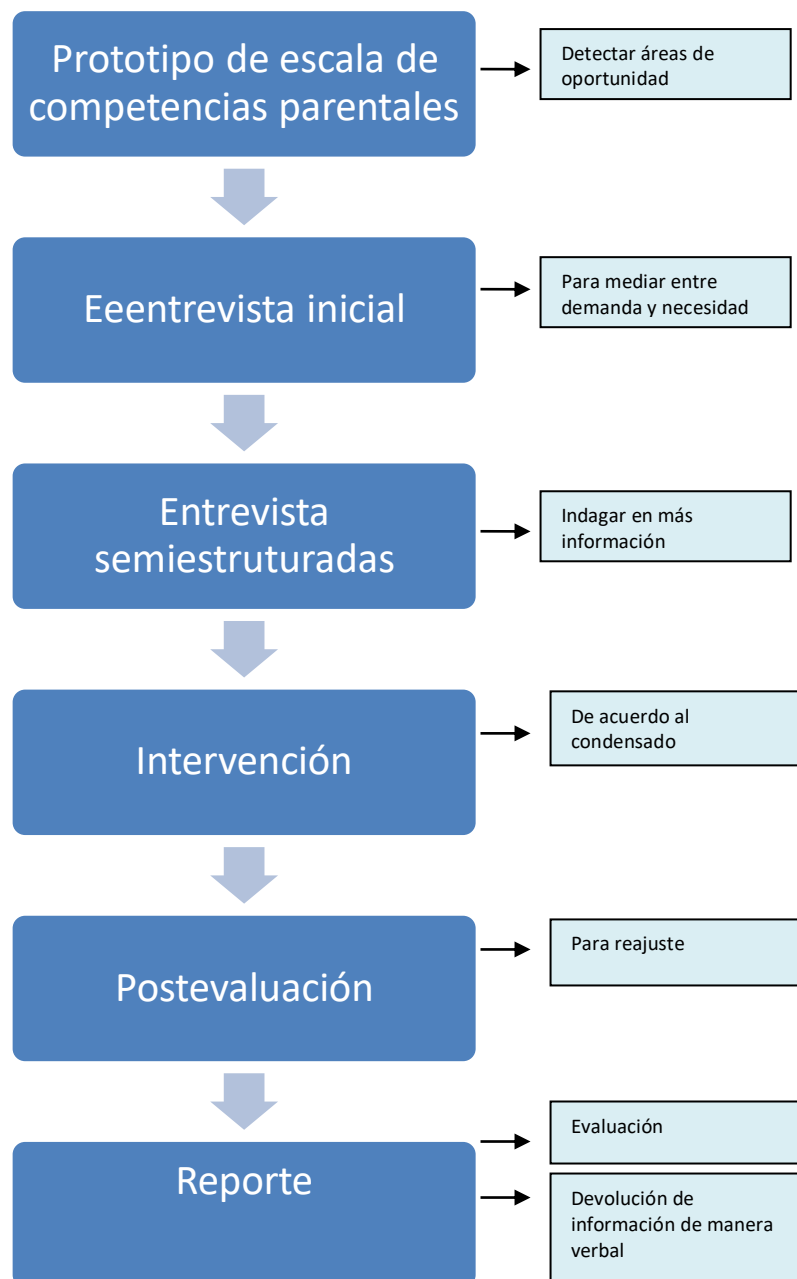 Prototipo de escala de
competencias parentales
Detectar áreas de
oportunidad
Eeentrevista inicial
Para mediar entre
demanda y necesidad
Entrevista
semiestruturadas
Indagar en más
información
Intervención
De acuerdo al
condensado
Postevaluación
Para reajuste
Reporte
Evaluación
Devolución de
información de manera
verbal